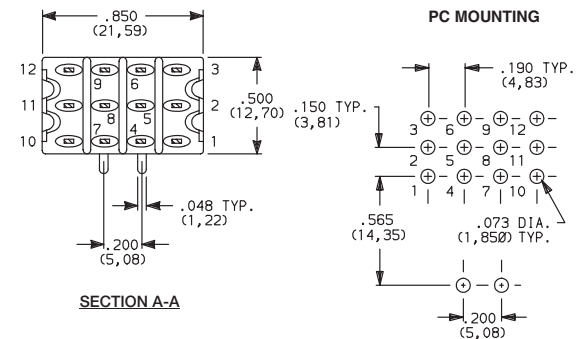 .850
(21,59)
12 9 6 3
11 8 5 2
10 7 4 1
.500
(12,70)
.048 TYP.
(1,22)
.200
(5,08)
SECTION A-A
PC MOUNTING
.190 TYP.
(4,83)
.150 TYP.
(3,81)
3 6 9 12
2 5 8 11
1 4 7 10
.565
(14,35)
.073 DIA.
(1,850) TYP.
.200
(5,08)